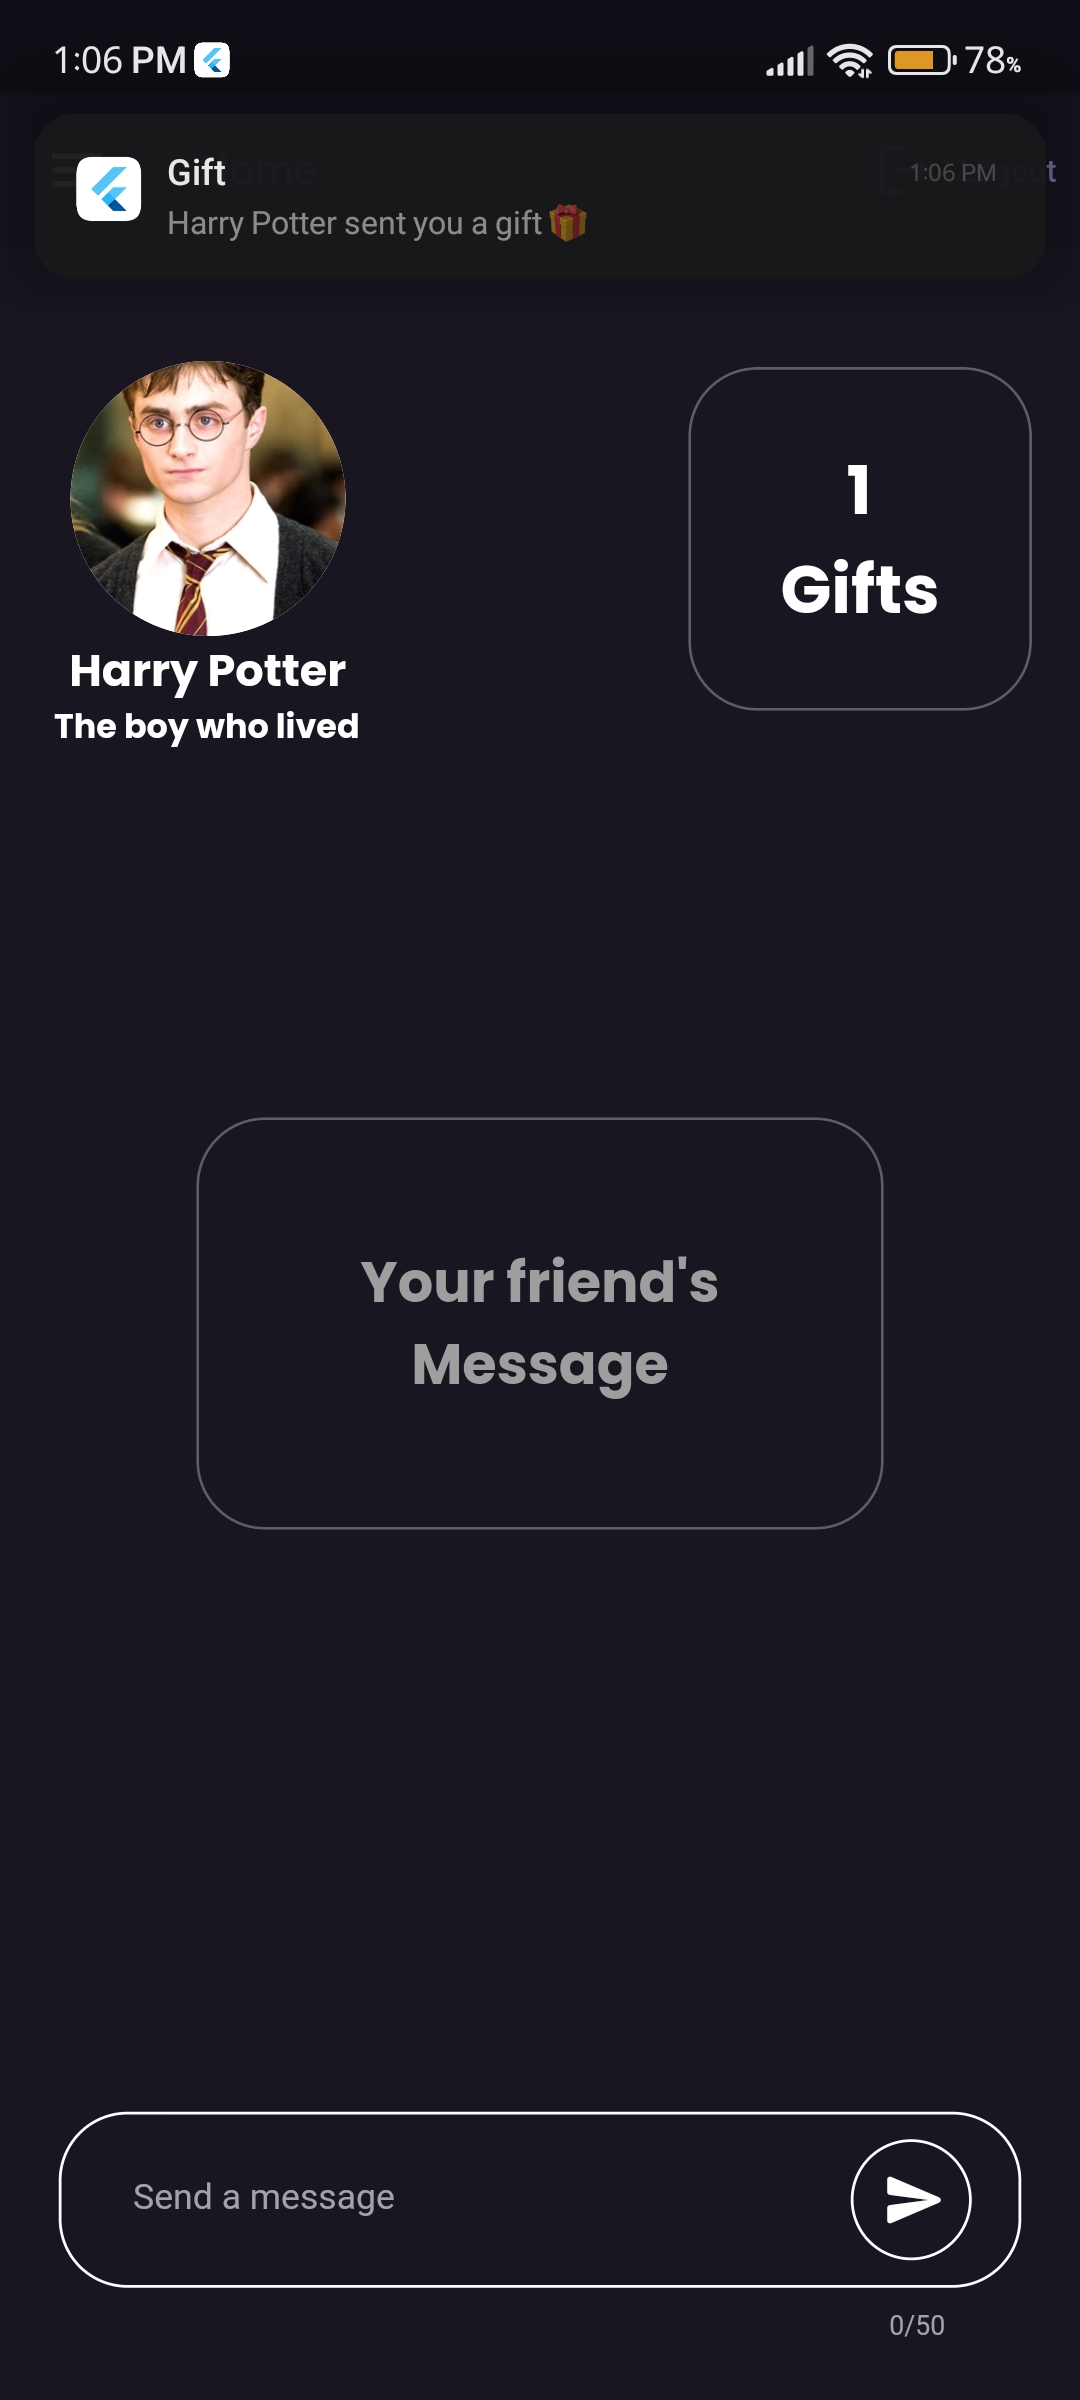 1:06 PM
78%
Gift
1:06 PM
Harry Potter sent you a gift 🎁
Harry Potter
The boy who lived
1
Gifts
Your friend's
Message
Send a message
0/50